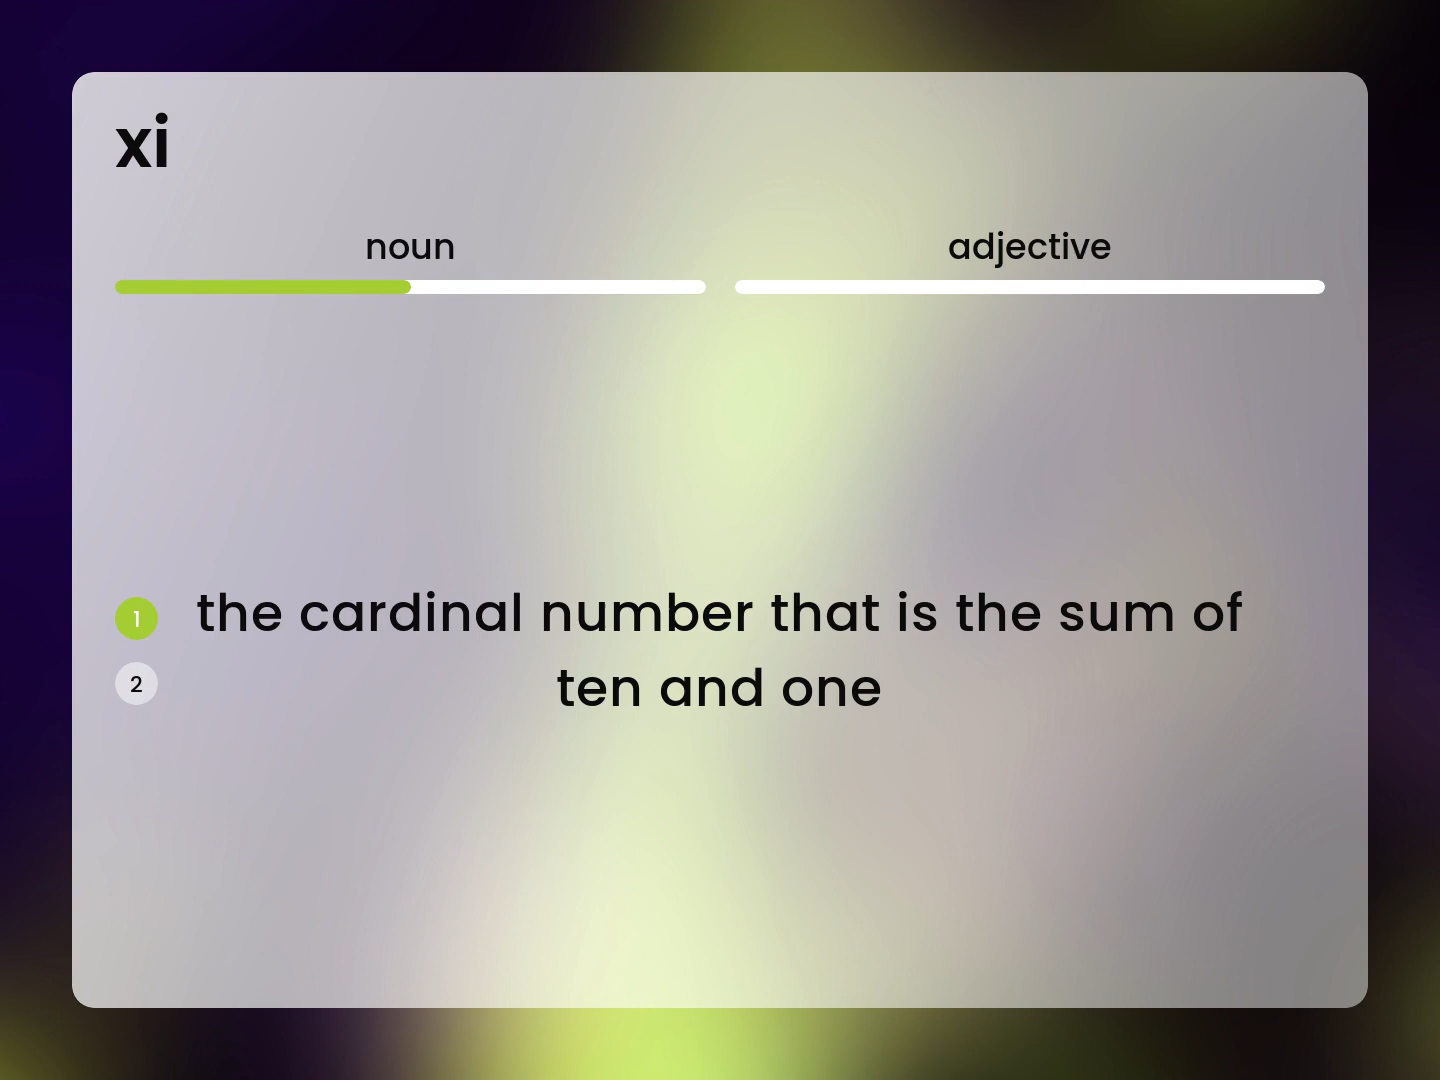 xi
noun
adjective
1
2
the cardinal number that is the sum of
ten and one